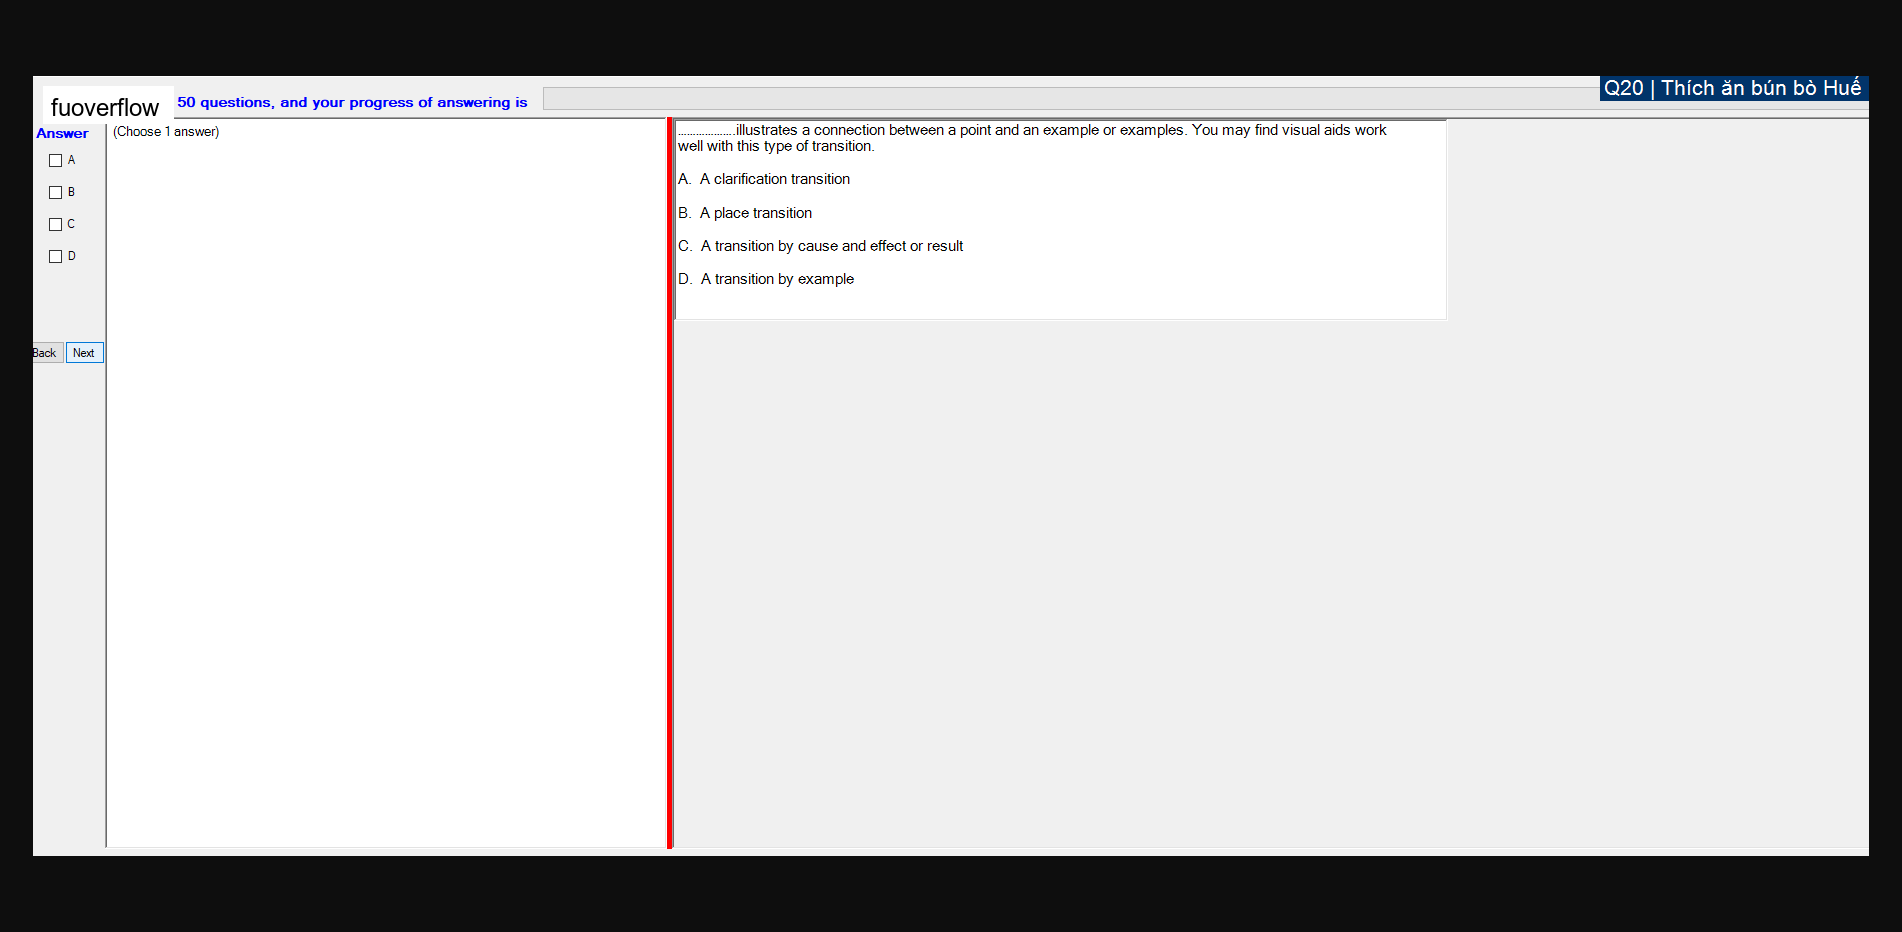 Q20 | Thích ăn bún bò Huế
fuoverflow
50 questions, and your progress of answering is
Answer
(Choose 1 answer)
A
B
C
D
Back
Next
...................illustrates a connection between a point and an example or examples. You may find visual aids work
well with this type of transition.
A. A clarification transition
B. A place transition
C. A transition by cause and effect or result
D. A transition by example